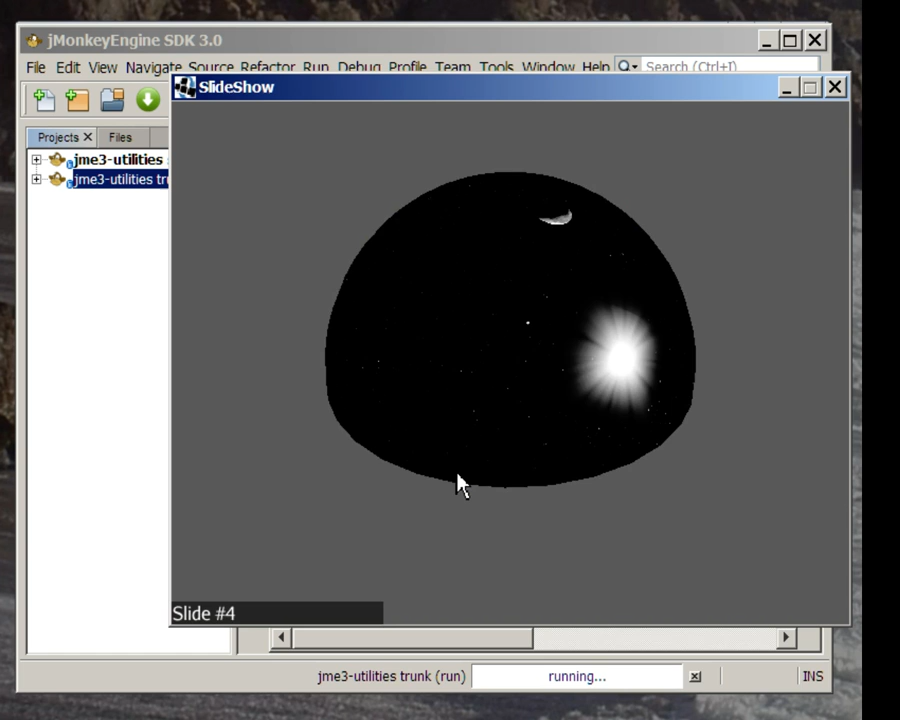 jMonkeyEngine SDK 3.0
File Edit View Navigate Source Refactor Run Debug Profile Team Tools Window Help Search (Ctrl+I)
SlideShow
Projects Files
jme3-utilities
jme3-utilities tru
Slide #4
jme3-utilities trunk (run) running... INS